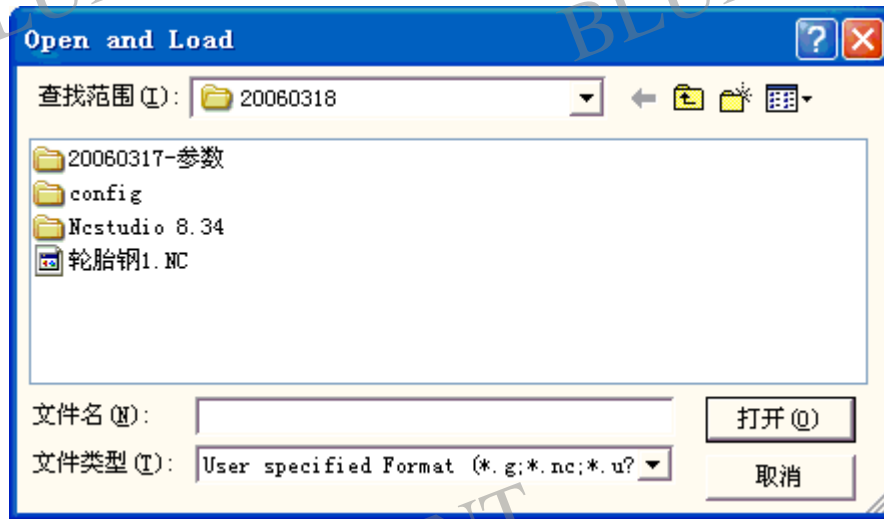 Open and Load
查找范围(I): 20060318
20060317-参数
config
Ncstudio 8.34
轮胎钢1.NC
文件名(N): 打开(O)
文件类型(T): User specified Format (*.g;*.nc;*.u? 取消